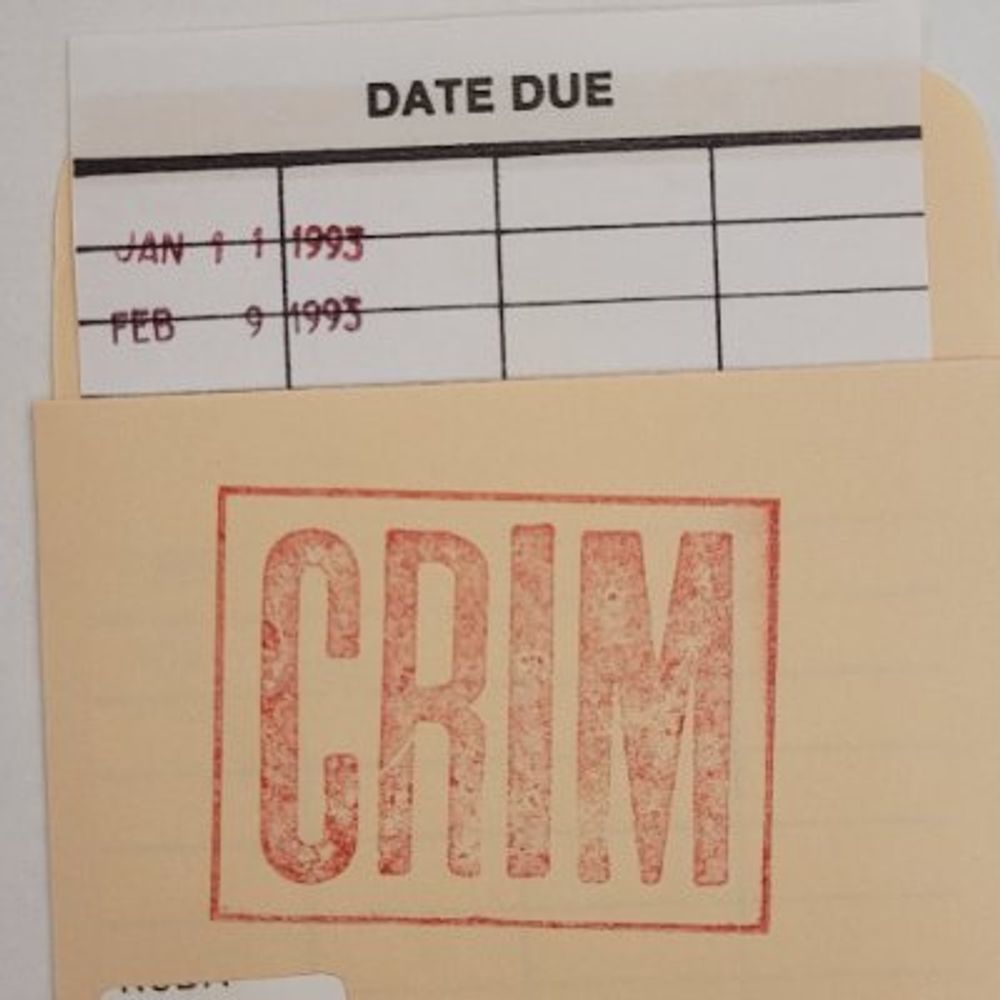 DATE DUE
JAN 1 1 1993
FEB 9 1993
CRIM